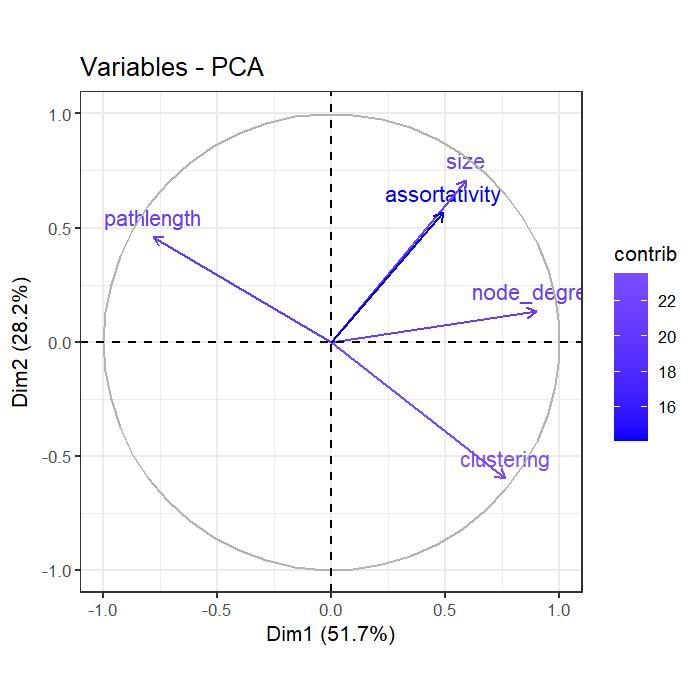 Variables - PCA
1.0
size
assortativity
pathlength
0.5
node_degre
contrib
22
20
18
16
0.0
-0.5
clustering
-1.0
-1.0
-0.5
0.0
0.5
1.0
Dim1 (51.7%)
Dim2 (28.2%)